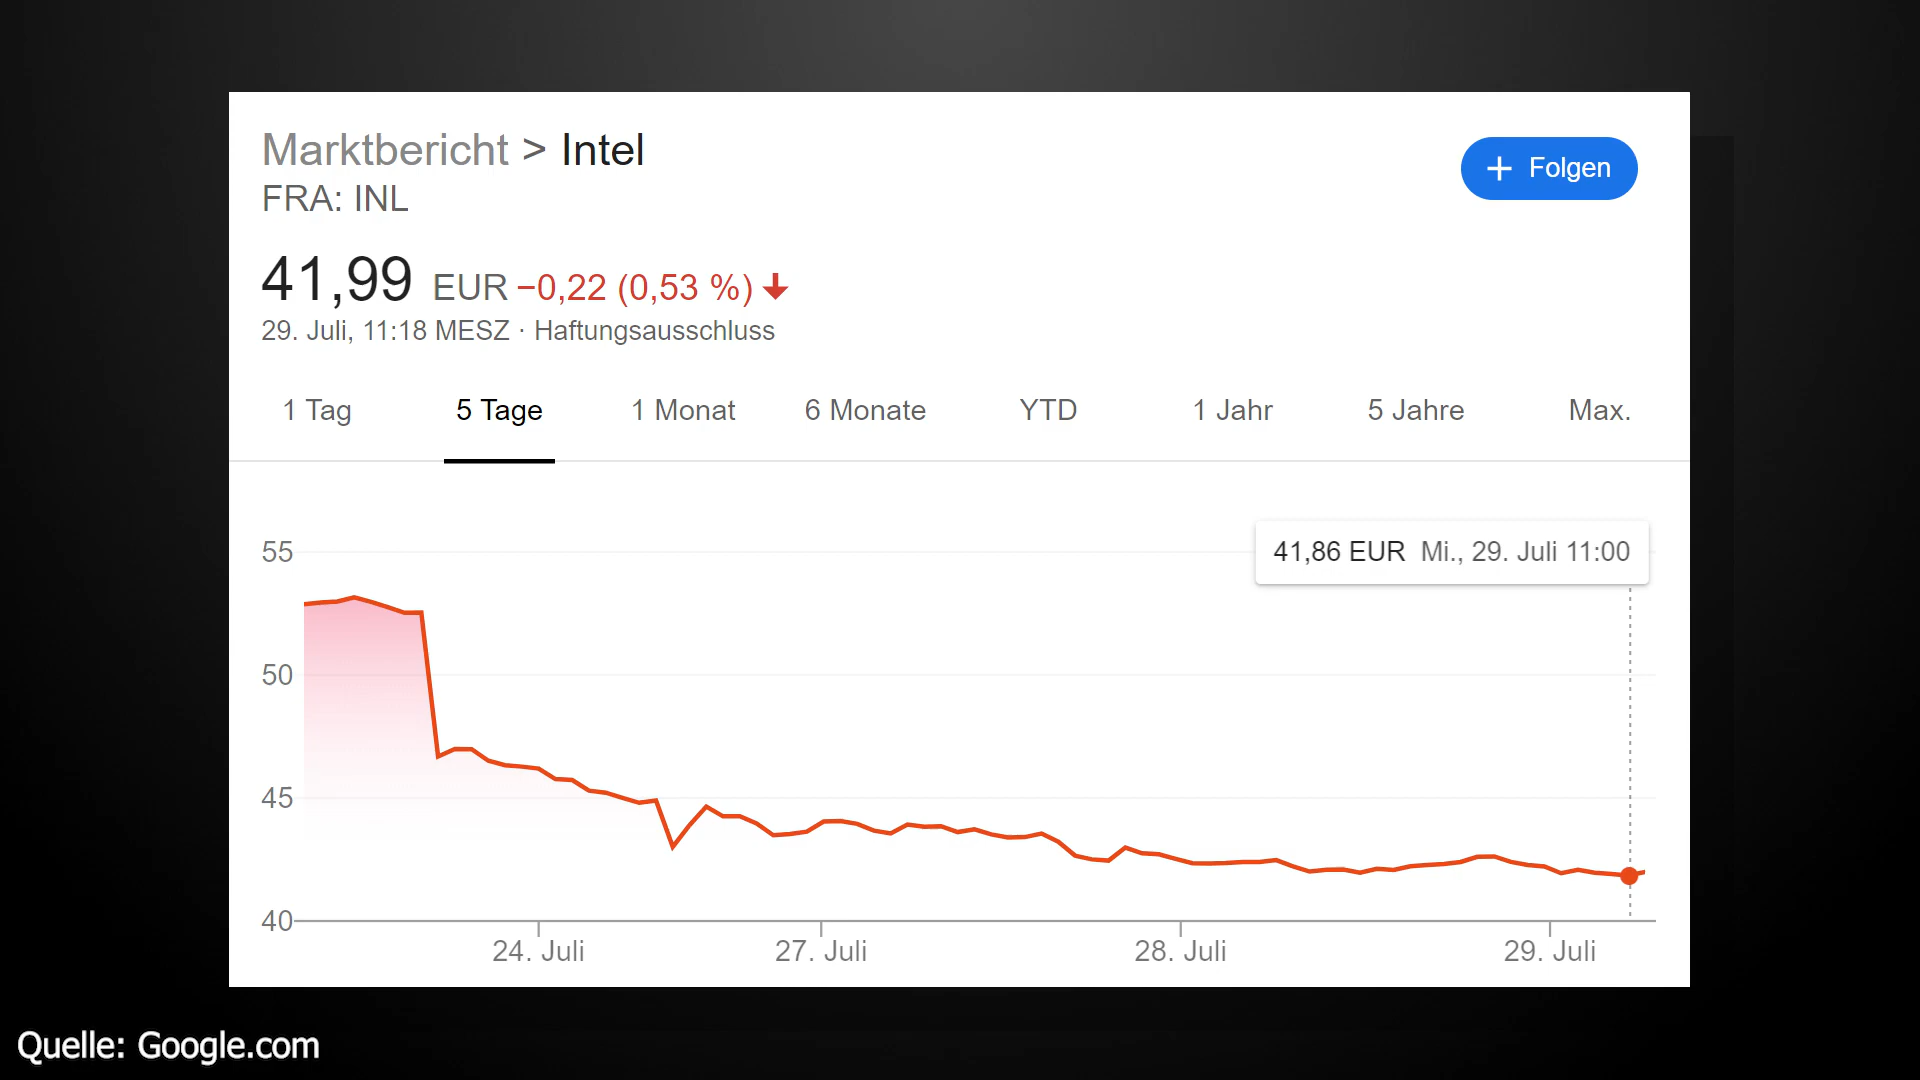 Marktbericht > Intel
+ Folgen
FRA: INL
41,99 EUR −0,22 (0,53 %)
29. Juli, 11:18 MESZ · Haftungsausschluss
1 Tag 5 Tage 1 Monat 6 Monate YTD 1 Jahr 5 Jahre Max.
41,86 EUR Mi., 29. Juli 11:00
55
50
45
40
24. Juli 27. Juli 28. Juli 29. Juli
Quelle: Google.com